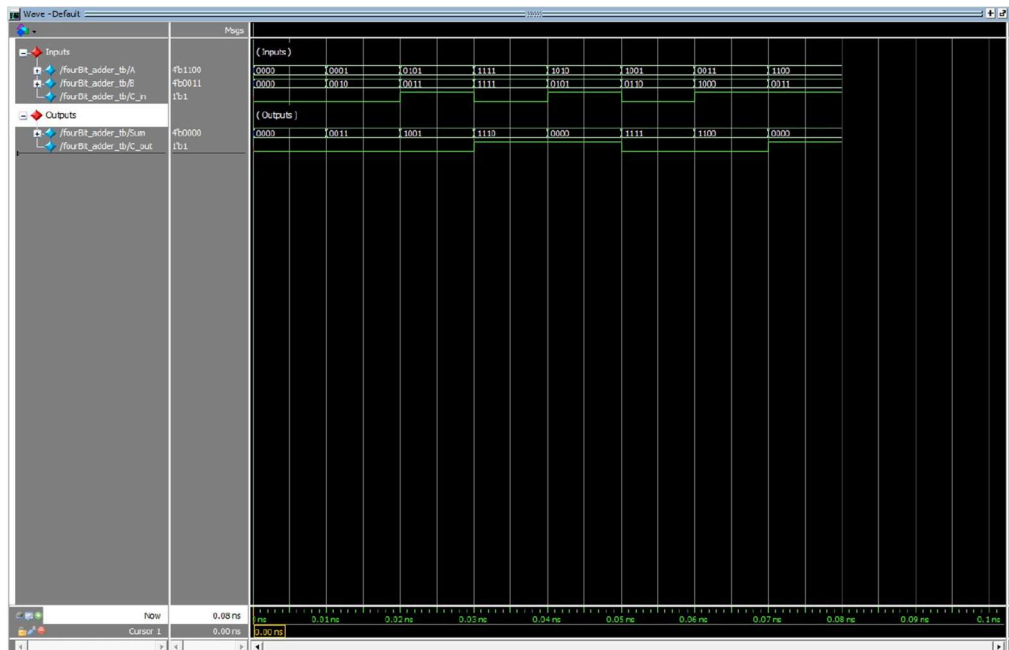 Wave - Default
Msgs
Inputs (Inputs)
/fourBit_adder_tb/A 4'b1100 0000 0001 0101 1111 1010 1001 0011 1100
/fourBit_adder_tb/B 4'b0011 0000 0010 0011 1111 0101 0110 1000 0011
/fourBit_adder_tb/C_in 1'b1
Outputs (Outputs)
/fourBit_adder_tb/Sum 4'b0000 0000 0011 1001 1110 0000 1111 1100 0000
/fourBit_adder_tb/C_out 1'b1
Now 0.08 ns ns 0.01 ns 0.02 ns 0.03 ns 0.04 ns 0.05 ns 0.06 ns 0.07 ns 0.08 ns 0.09 ns 0.1 ns
Cursor 1 0.00 ns 0.00 ns